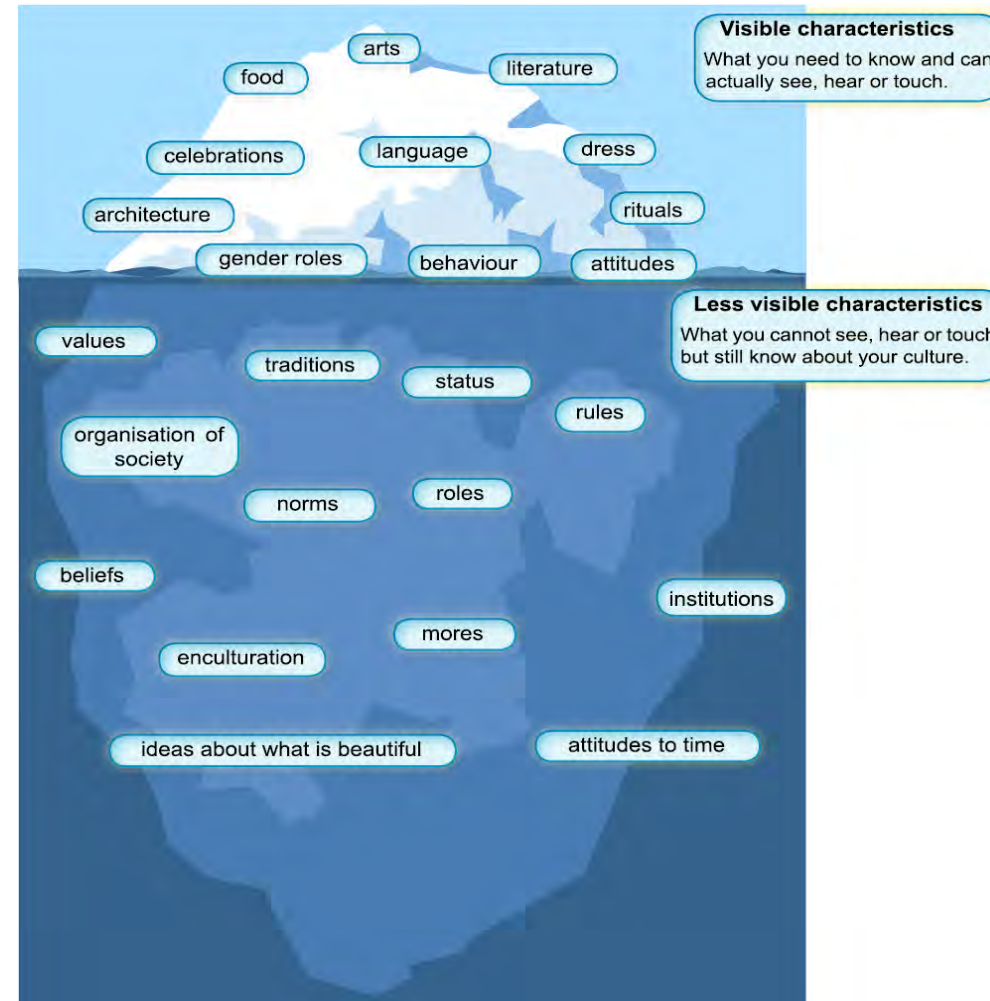 Visible characteristics
What you need to know and can
actually see, hear or touch.
arts
food
literature
celebrations
language
dress
architecture
rituals
gender roles
behaviour
attitudes
Less visible characteristics
What you cannot see, hear or touch
but still know about your culture.
values
traditions
status
rules
organisation of
society
norms
roles
beliefs
institutions
mores
enculturation
ideas about what is beautiful
attitudes to time